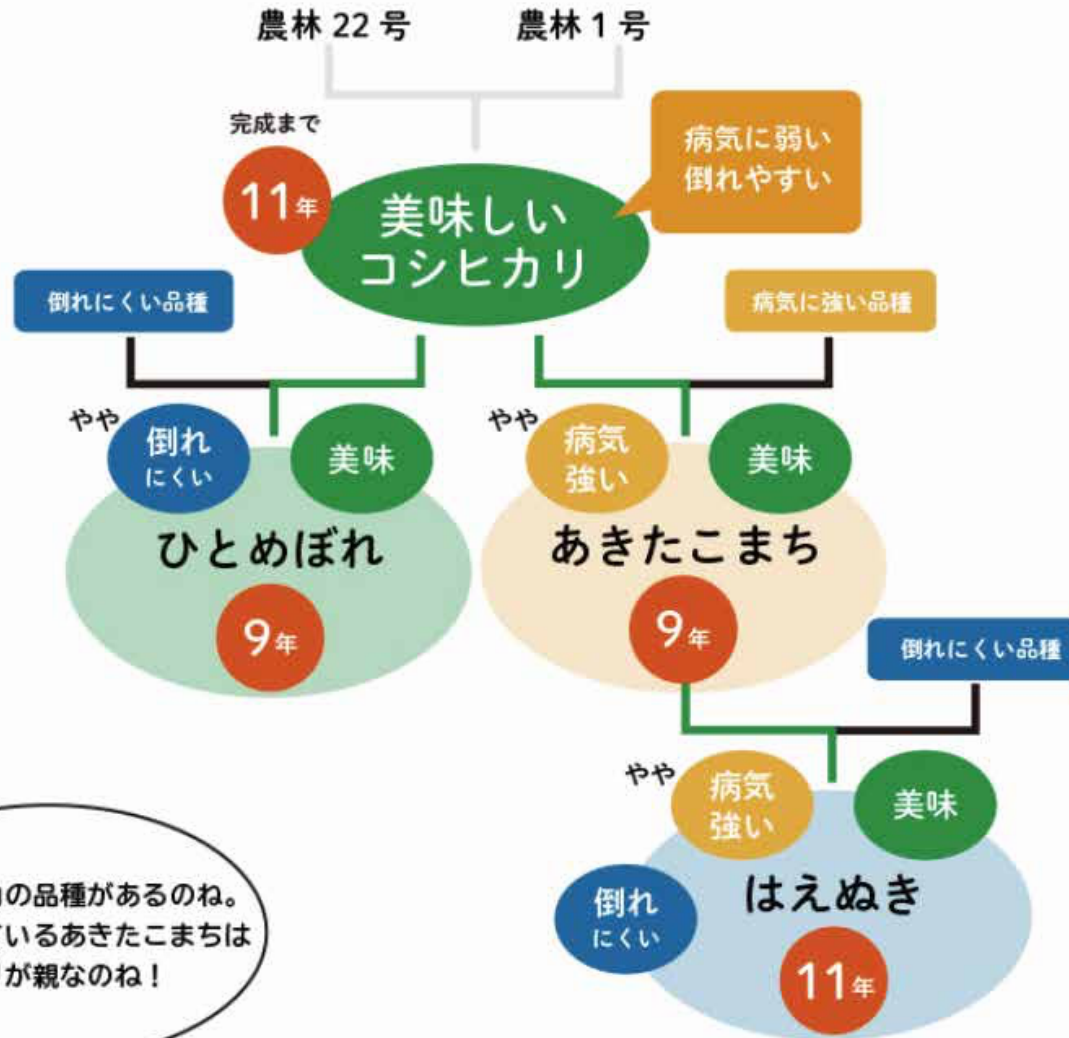 農林 22 号
農林 1 号
完成まで
11年
美味しい
コシヒカリ
病気に弱い
倒れやすい
倒れにくい品種
病気に強い品種
やや
倒れ
にくい
美味
ひとめぼれ
9年
やや
病気
強い
美味
あきたこまち
9年
倒れにくい品種
やや
病気
強い
美味
倒れ
にくい
はえぬき
11年
の品種があるのね。
いるあきたこまちは
が親なのね！